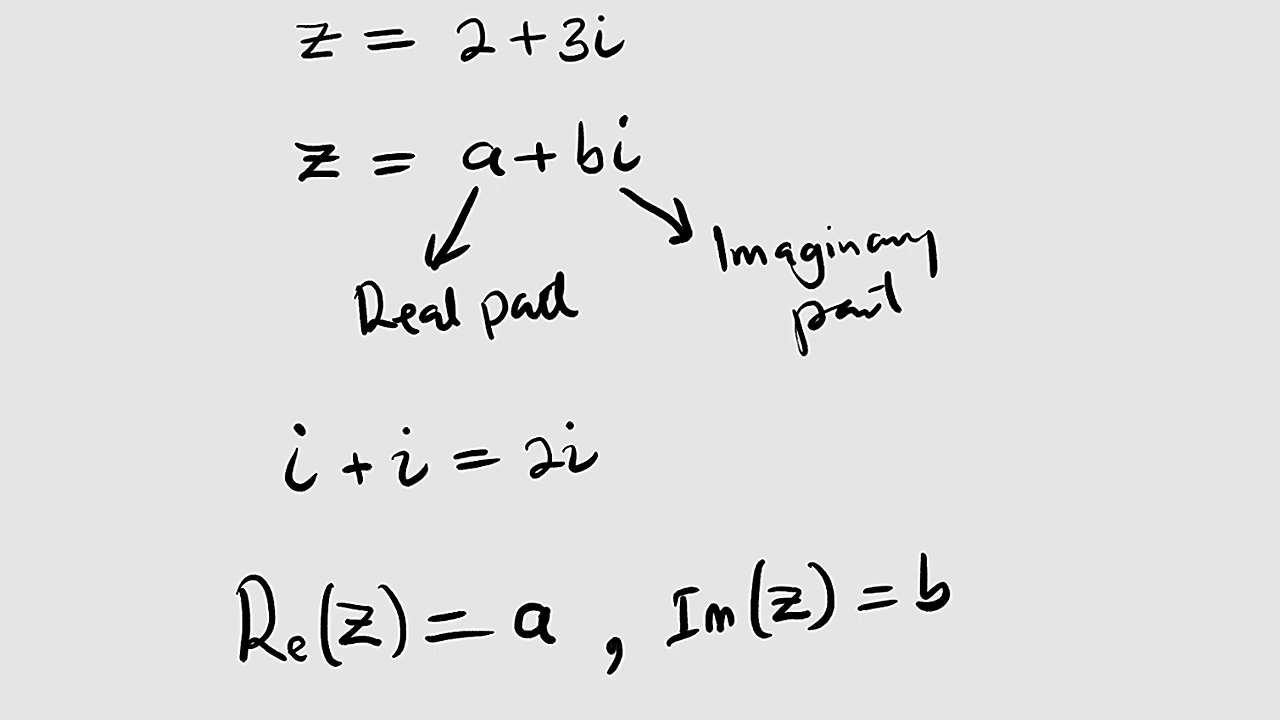 z = 2 + 3i
z = a + bi
Real part
Imaginary
part
i + i = 2i
Re(z) = a , Im(z) = b